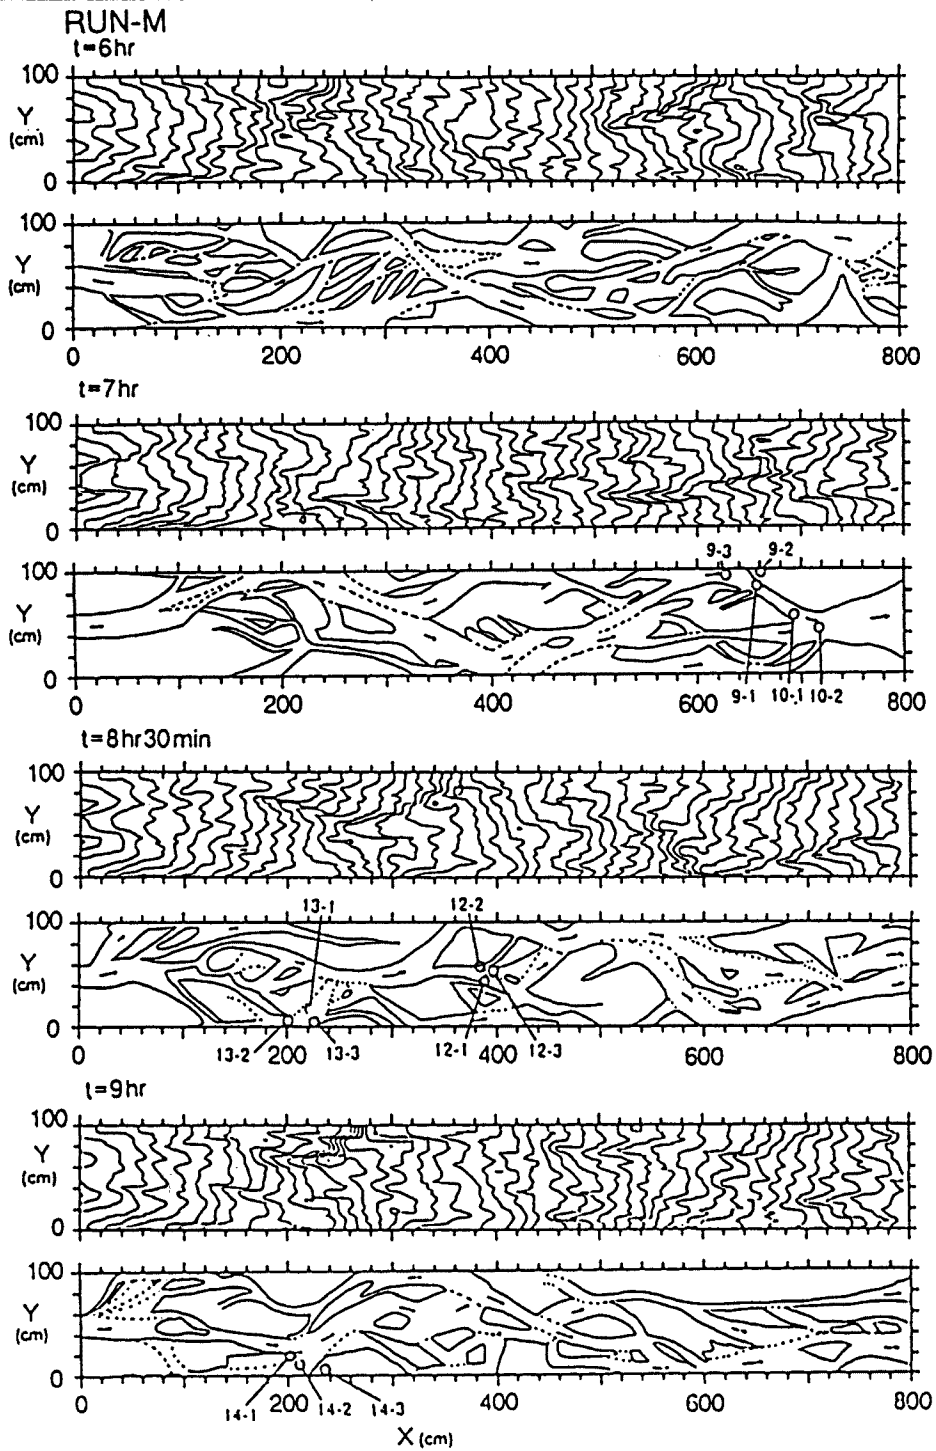 RUN-M
t=6hr
100
Y
(cm)
0
100
Y
(cm)
0
0 200 400 600 800
t=7hr
100
Y
(cm)
0
9-3 9-2
100
Y
(cm)
0
0 200 400 600 9-1 10-1 10-2 800
t=8hr30min
100
Y
(cm)
0
13-1 12-2
100
Y
(cm)
0
0 13-2 200 13-3 12-1 400 12-3 600 800
t=9hr
100
Y
(cm)
0
100
Y
(cm)
0
0 14-1 200 14-2 14-3 400 600 800
X (cm)